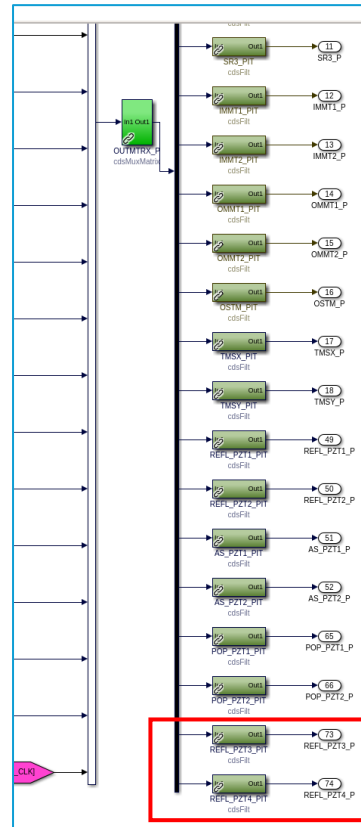 cdsFilt
In1 Out1
11
SR3_P
SR3_PIT
cdsFilt
In1 Out1
12
IMMT1_P
IMMT1_PIT
cdsFilt
In1 Out1
OUTMTRX_P
cdsMuxMatrix
Out1
13
IMMT2_P
IMMT2_PIT
cdsFilt
Out1
14
OMMT1_P
OMMT1_PIT
cdsFilt
Out1
15
OMMT2_P
OMMT2_PIT
cdsFilt
Out1
16
OSTM_P
OSTM_PIT
cdsFilt
Out1
17
TMSX_P
TMSX_PIT
cdsFilt
Out1
18
TMSY_P
TMSY_PIT
cdsFilt
Out1
49
REFL_PZT1_P
REFL_PZT1_PIT
cdsFilt
Out1
50
REFL_PZT2_P
REFL_PZT2_PIT
cdsFilt
Out1
51
AS_PZT1_P
AS_PZT1_PIT
cdsFilt
Out1
52
AS_PZT2_P
AS_PZT2_PIT
cdsFilt
Out1
65
POP_PZT1_P
POP_PZT1_PIT
cdsFilt
Out1
66
POP_PZT2_P
POP_PZT2_PIT
cdsFilt
Out1
73
REFL_PZT3_P
REFL_PZT3_PIT
cdsFilt
_CLK]
Out1
74
REFL_PZT4_P
REFL_PZT4_PIT
cdsFilt